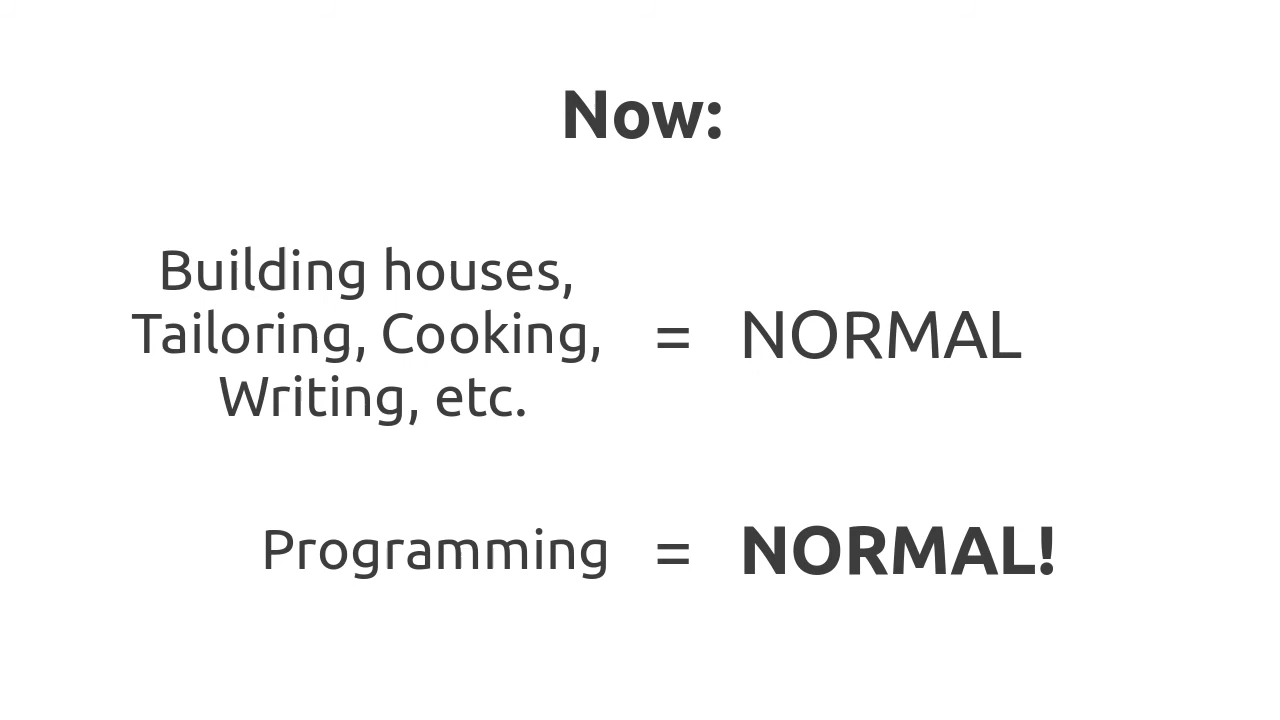 Now:
Building houses,
Tailoring, Cooking,
Writing, etc.
= NORMAL
Programming = NORMAL!